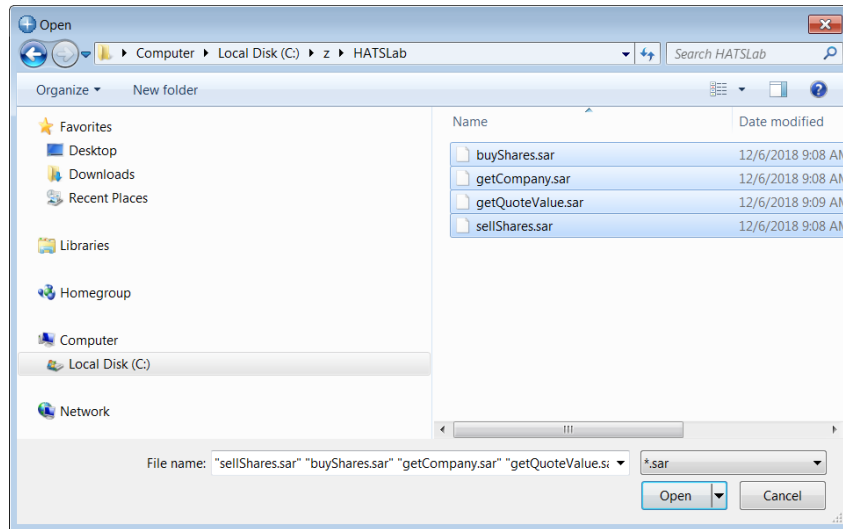 Open
Computer Local Disk (C:) z HATSLab
Search HATSLab
Organize New folder
Favorites
Desktop
Downloads
Recent Places
Libraries
Homegroup
Computer
Local Disk (C:)
Network
Name Date modified
buyShares.sar 12/6/2018 9:08 AM
getCompany.sar 12/6/2018 9:08 AM
getQuoteValue.sar 12/6/2018 9:09 AM
sellShares.sar 12/6/2018 9:08 AM
File name: "sellShares.sar" "buyShares.sar" "getCompany.sar" "getQuoteValue.sa
*.sar
Open Cancel